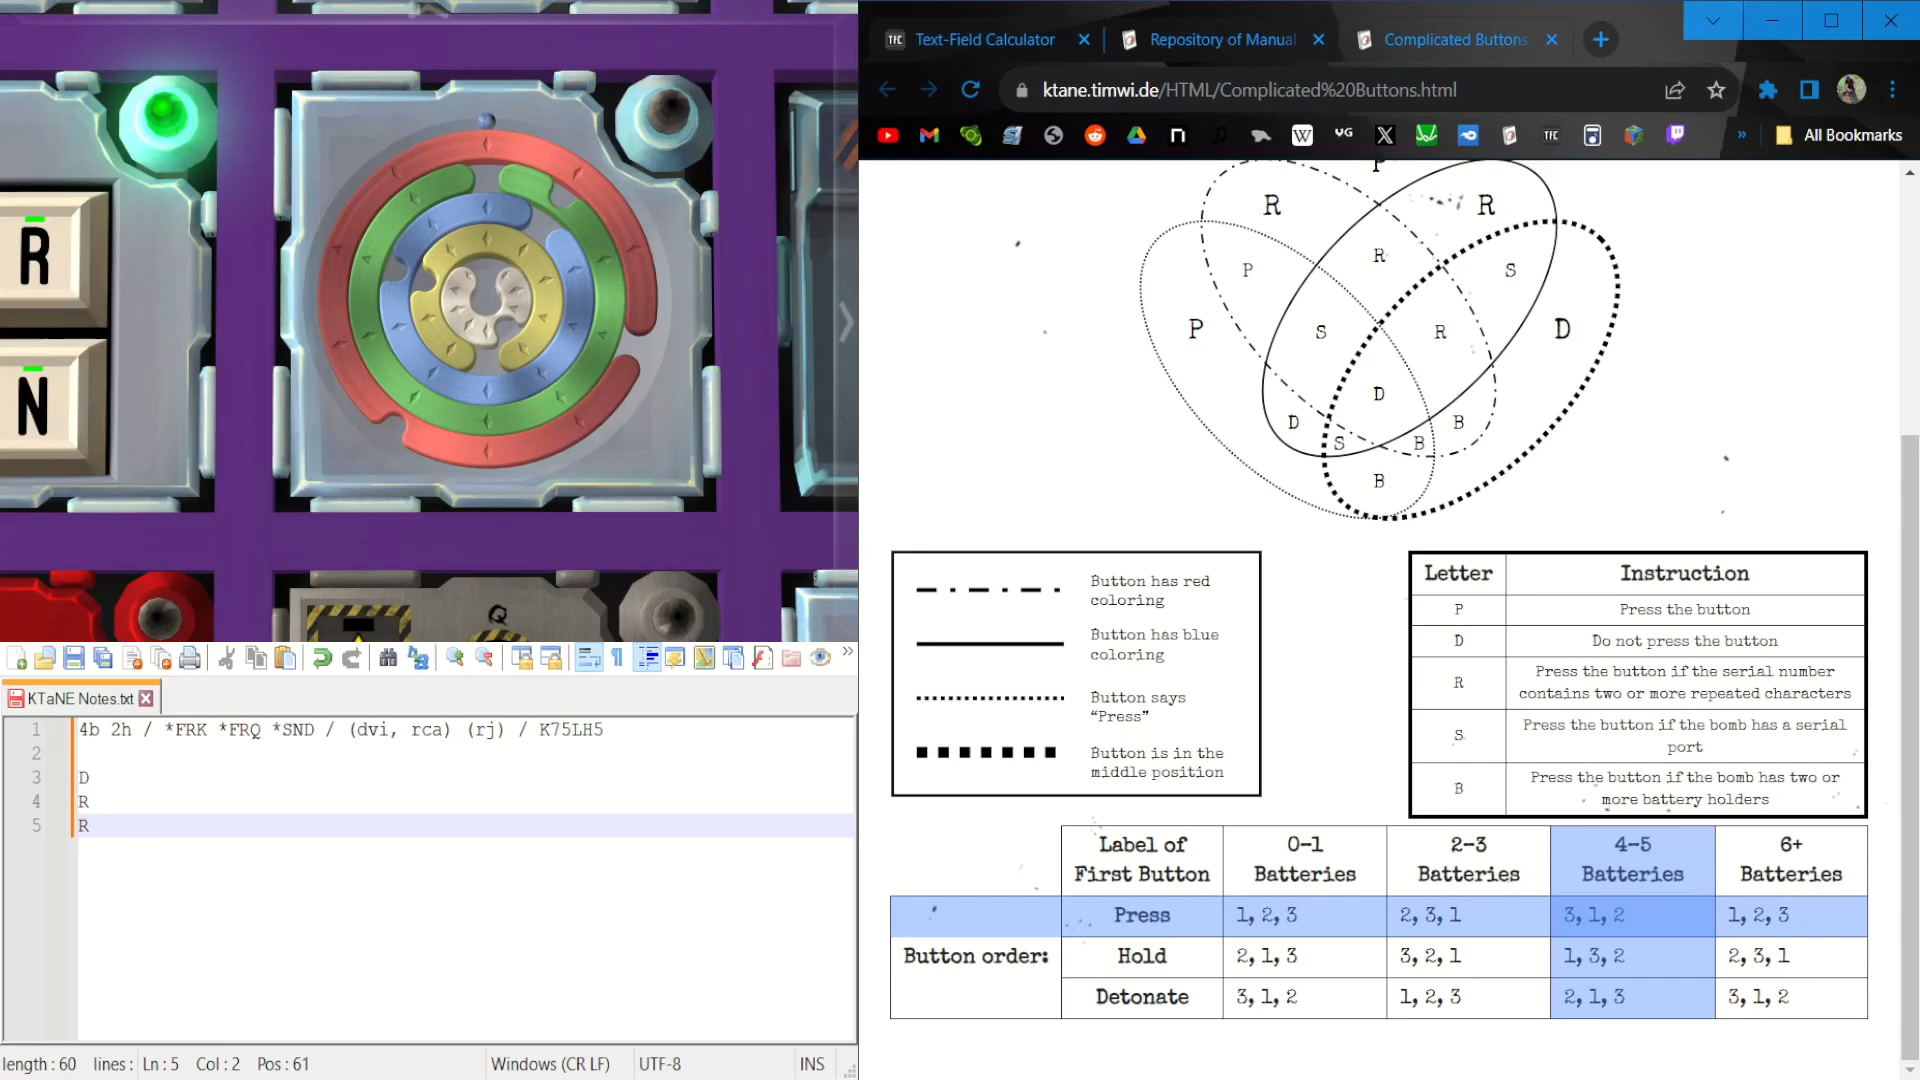 R
N
Q
KTaNE Notes.txt
1 4b 2h / *FRK *FRQ *SND / (dvi, rca) (rj) / K75LH5
2
3 D
4 R
5 R
length : 60 lines : Ln : 5 Col : 2 Pos : 61 Windows (CR LF) UTF-8 INS
TFC Text-Field Calculator
Repository of Manual
Complicated Buttons
ktane.timwi.de/HTML/Complicated%20Buttons.html
W VG X TFC » All Bookmarks
P
R R
R
P S
P S R D
D
D B
S B
B
Button has red
coloring
Button has blue
coloring
Button says
“Press”
Button is in the
middle position
Letter Instruction
P Press the button
D Do not press the button
R Press the button if the serial number
contains two or more repeated characters
S Press the button if the bomb has a serial
port
B Press the button if the bomb has two or
more battery holders
Label of First Button 0-1 Batteries 2-3 Batteries 4-5 Batteries 6+ Batteries
Press 1, 2, 3 2, 3, 1 3, 1, 2 1, 2, 3
Button order: Hold 2, 1, 3 3, 2, 1 1, 3, 2 2, 3, 1
Detonate 3, 1, 2 1, 2, 3 2, 1, 3 3, 1, 2